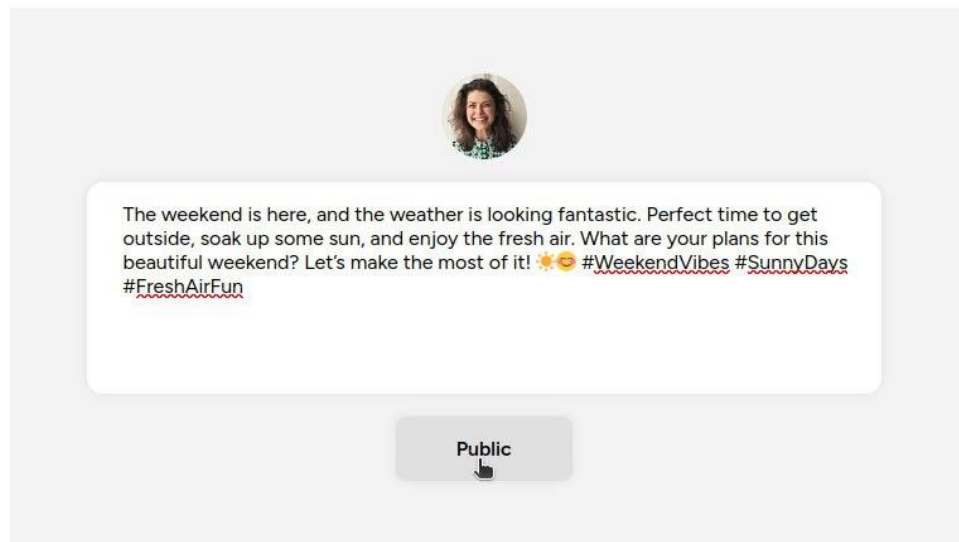 The weekend is here, and the weather is looking fantastic. Perfect time to get
outside, soak up some sun, and enjoy the fresh air. What are your plans for this
beautiful weekend? Let’s make the most of it! ☀️😊 #WeekendVibes #SunnyDays
#FreshAirFun
Public